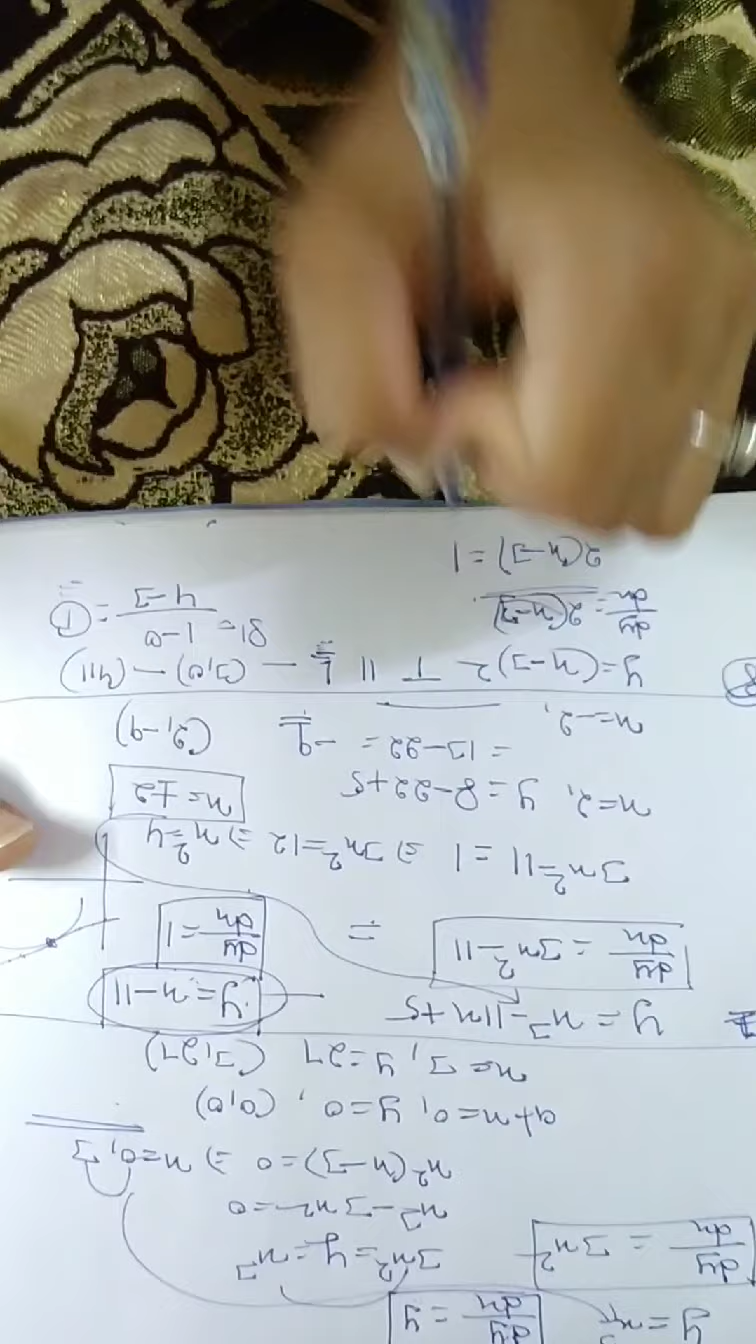 y = x³
dy/dx = y
dy/dx = 3x²
3x² = y = x³
x³ - 3x² = 0
x²(x-3) = 0 ⇒ x = 0, 3
at x = 0, y = 0, (0,0)
x = 3, y = 27 (3,27)
y = x³ - 11x + 5 — y = x - 11
dy/dx = 3x² - 11 = dy/dx = 1
3x² - 11 = 1 ⇒ 3x² = 12 ⇒ x² = 4
x = ±2
x = 2, y = 8 - 22 + 5
= 13 - 22 = -9 (2, -9)
x = -2,
8 y = (x-3)² T || L — (3,0) — (4,1)
dy/dx = 2(x-3) . S1 = 1-0/4-3 = 1
2(x-3) = 1